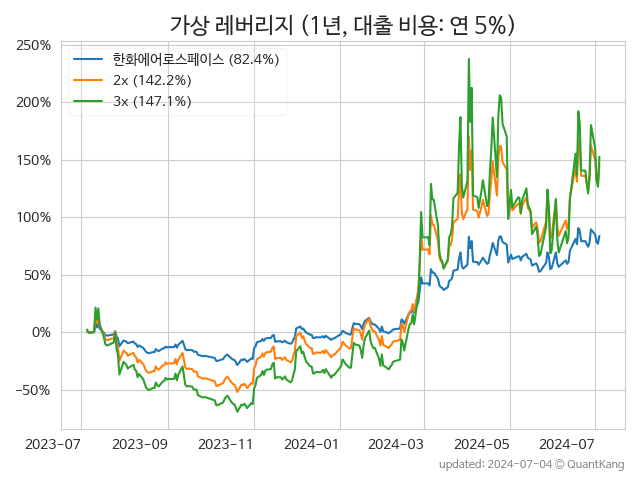 가상 레버리지 (1년, 대출 비용: 연 5%)
250%
200%
150%
100%
50%
0%
−50%
한화에어로스페이스 (82.4%)
2x (142.2%)
3x (147.1%)
2023-07 2023-09 2023-11 2024-01 2024-03 2024-05 2024-07
updated: 2024-07-04 © QuantKang